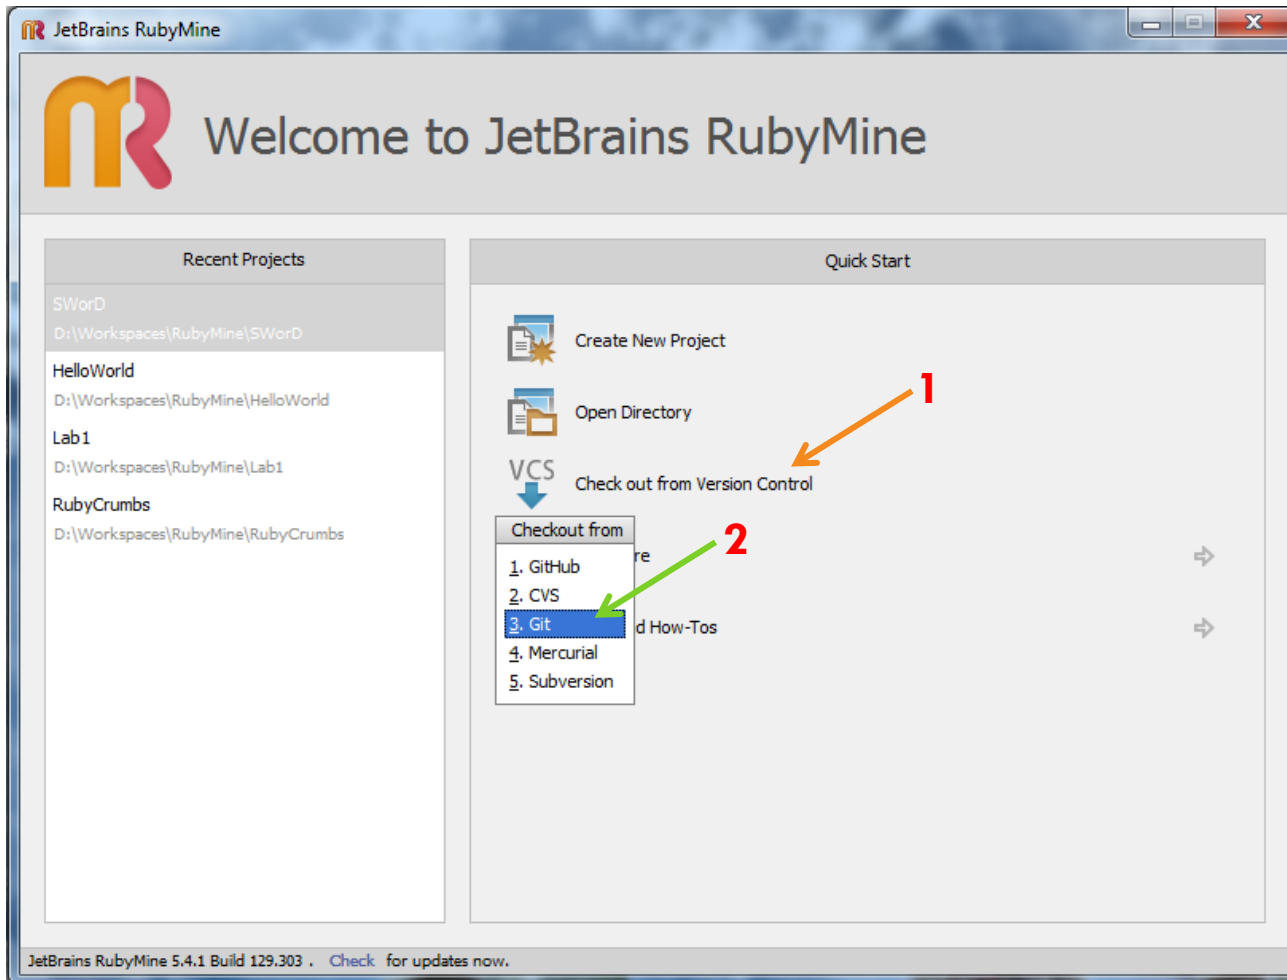 JetBrains RubyMine
Welcome to JetBrains RubyMine
Recent Projects
SWorD
D:\Workspaces\RubyMine\SWorD
HelloWorld
D:\Workspaces\RubyMine\HelloWorld
Lab1
D:\Workspaces\RubyMine\Lab1
RubyCrumbs
D:\Workspaces\RubyMine\RubyCrumbs
Quick Start
Create New Project
1
Open Directory
VCS
Check out from Version Control
Checkout from
2
re
1. GitHub
2. CVS
3. Git
d How-Tos
4. Mercurial
5. Subversion
JetBrains RubyMine 5.4.1 Build 129.303 . Check for updates now.